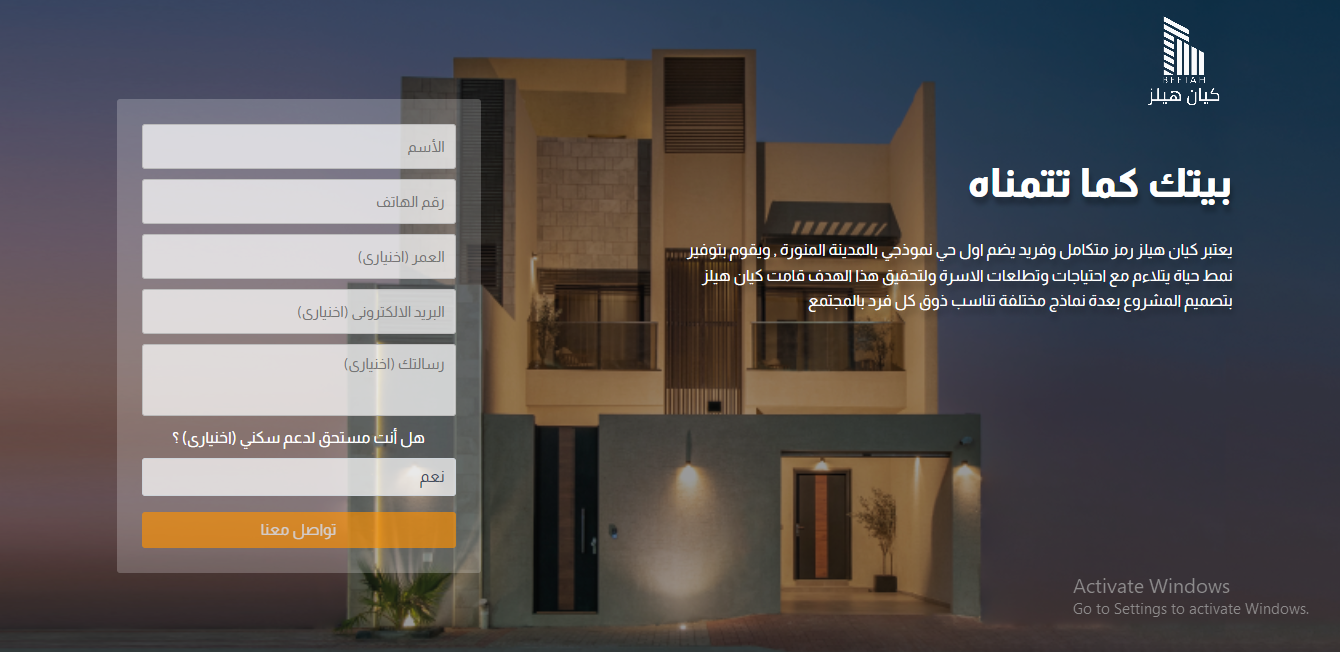 BEETAH
كيان هيلز
بيتك كما تتمناه
يعتبر كيان هيلز رمز متكامل وفريد يضم اول حي نموذجي بالمدينة المنورة , ويقوم بتوفير
نمط حياة يتلاءم مع احتياجات وتطلعات الاسرة ولتحقيق هذا الهدف قامت كيان هيلز
بتصميم المشروع بعدة نماذج مختلفة تناسب ذوق كل فرد بالمجتمع
الأسم
رقم الهاتف
العمر (اختيارى)
البريد الالكترونى (اختيارى)
رسالتك (اختيارى)
هل أنت مستحق لدعم سكني (اختيارى) ؟
نعم
تواصل معنا
Activate Windows
Go to Settings to activate Windows.